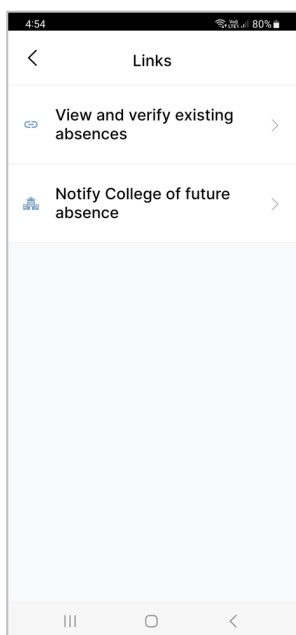 4:54
80%
Links
View and verify existing
absences
Notify College of future
absence